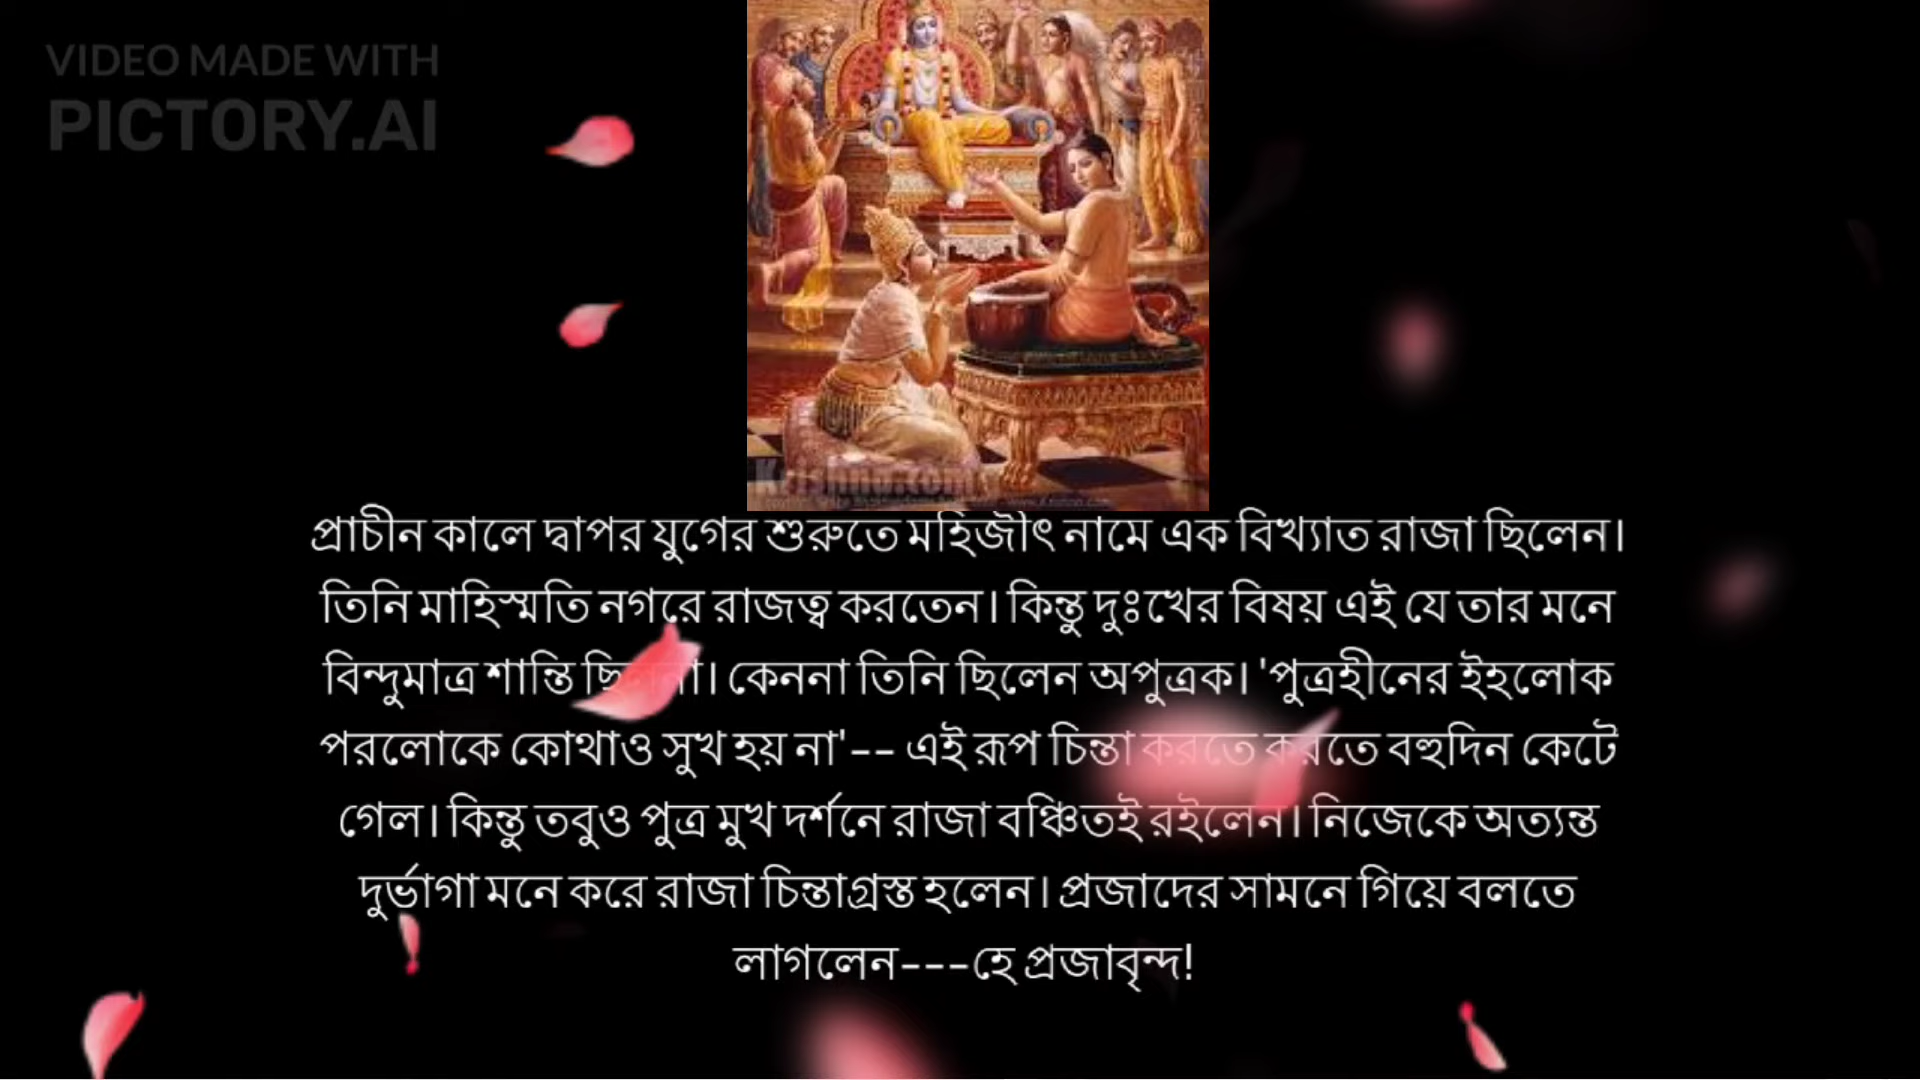 VIDEO MADE WITH
PICTORY.AI
Krishna.com
প্রাচীন কালে দ্বাপর যুগের শুরুতে মহিজীৎ নামে এক বিখ্যাত রাজা ছিলেন।
তিনি মাহিস্মতি নগরে রাজত্ব করতেন। কিন্তু দুঃখের বিষয় এই যে তার মনে
বিন্দুমাত্র শান্তি ছিলনা। কেননা তিনি ছিলেন অপুত্রক। 'পুত্রহীনের ইহলোক
পরলোকে কোথাও সুখ হয় না'-- এই রূপ চিন্তা করতে করতে বহুদিন কেটে
গেল। কিন্তু তবুও পুত্র মুখ দর্শনে রাজা বঞ্চিতই রইলেন। নিজেকে অত্যন্ত
দুর্ভাগা মনে করে রাজা চিন্তাগ্রস্ত হলেন। প্রজাদের সামনে গিয়ে বলতে
লাগলেন---হে প্রজাবৃন্দ!